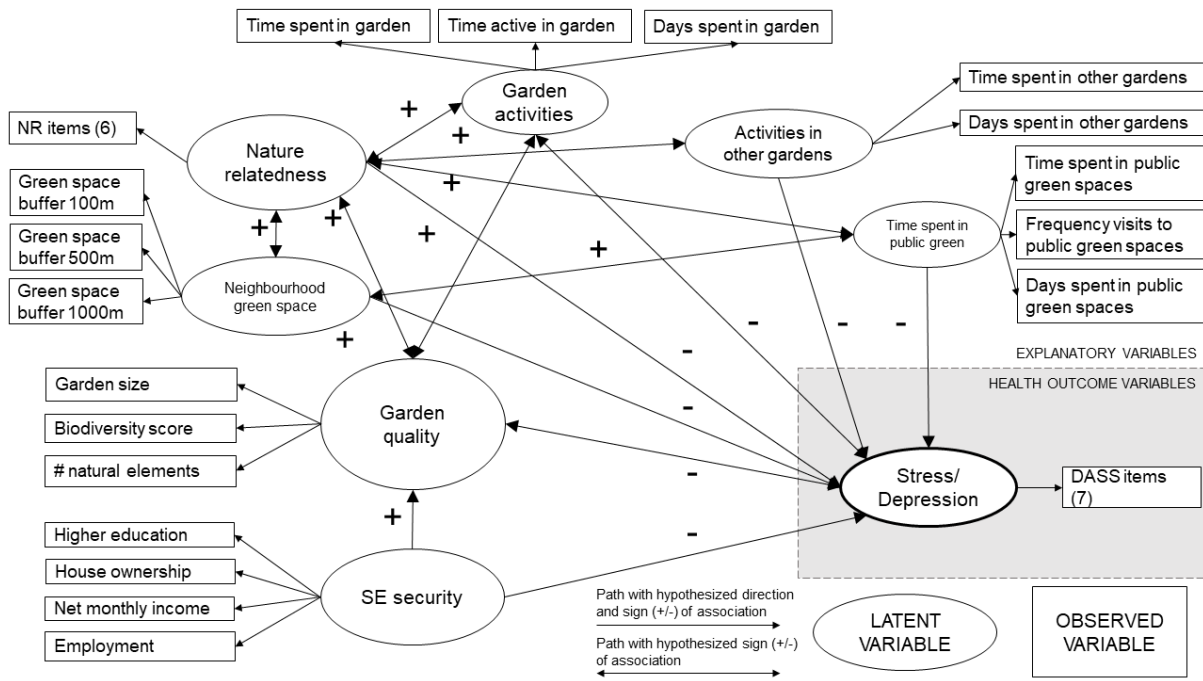 Time spent in garden
Time active in garden
Days spent in garden
Garden
activities
Time spent in other gardens
Days spent in other gardens
NR items (6)
Nature
relatedness
Activities in
other gardens
Time spent in public
green spaces
Frequency visits to
public green spaces
Days spent in public
green spaces
Green space
buffer 100m
Green space
buffer 500m
Green space
buffer 1000m
Neighbourhood
green space
Time spent in
public green
+
+
+
+
+
+
+
+
-
-
-
-
-
-
-
+
EXPLANATORY VARIABLES
HEALTH OUTCOME VARIABLES
Garden size
Biodiversity score
# natural elements
Garden
quality
Stress/
Depression
DASS items
(7)
Higher education
House ownership
Net monthly income
Employment
SE security
Path with hypothesized direction
and sign (+/-) of association
Path with hypothesized sign (+/-)
of association
LATENT
VARIABLE
OBSERVED
VARIABLE